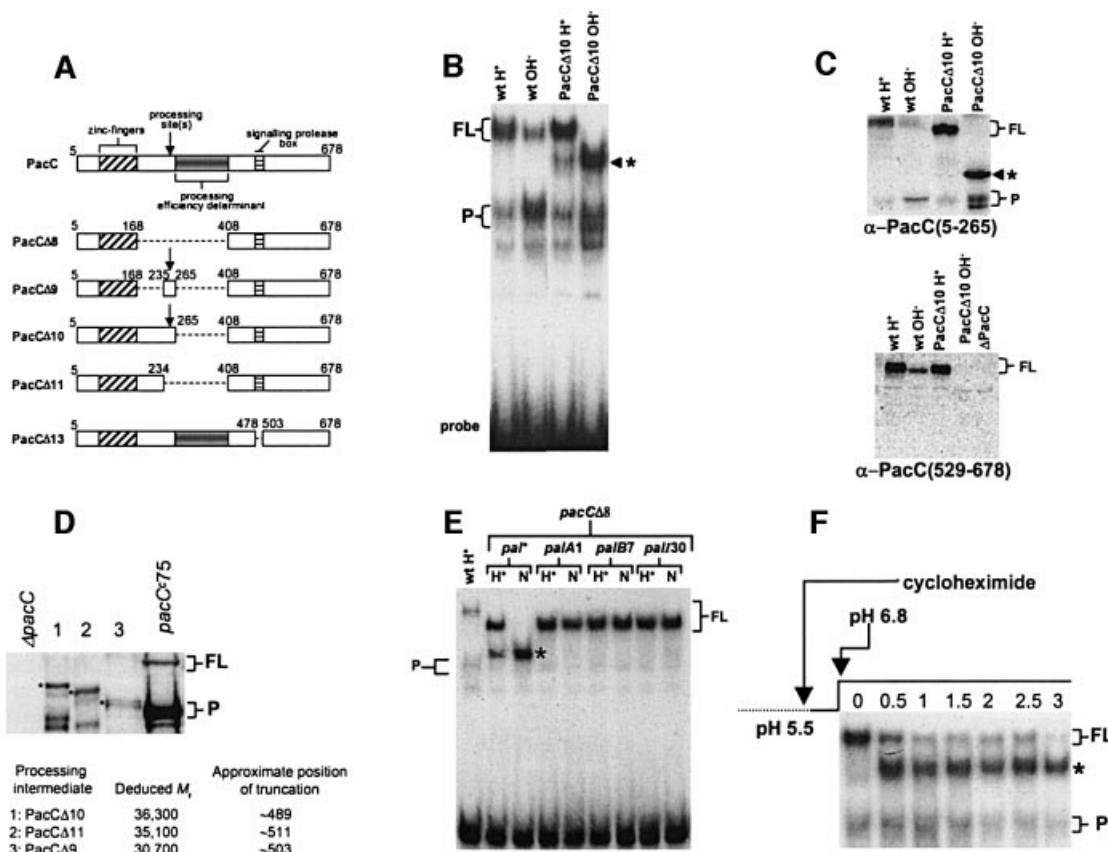 A
processing
site(s)
zinc-fingers
signalling protease
box
5
678
PacC
processing
efficiency determinant
5
168
408
678
PacCΔ8
5
168
235
265
408
678
PacCΔ9
5
265
408
678
PacCΔ10
5
234
408
678
PacCΔ11
5
478
503
678
PacCΔ13
B
wt H+
wt OH-
PacCΔ10 H+
PacCΔ10 OH-
FL
*
P
probe
C
wt H+
wt OH-
PacCΔ10 H+
PacCΔ10 OH-
FL
*
P
α-PacC(5-265)
wt H+
wt OH-
PacCΔ10 H+
PacCΔ10 OH-
ΔPacC
FL
α-PacC(529-678)
D
ΔpacC
1
2
3
pacCc75
FL
P
Processing
intermediate
Deduced Mr
Approximate position
of truncation
1: PacCΔ10
36,300
~489
2: PacCΔ11
35,100
~511
3: PacCΔ9
30,700
~503
E
pacCΔ8
wt H+
pal+
palA1
palB7
palI30
H+ N H+ N H+ N H+ N
FL
*
P
F
cycloheximide
pH 6.8
pH 5.5
0 0.5 1 1.5 2 2.5 3
FL
*
P